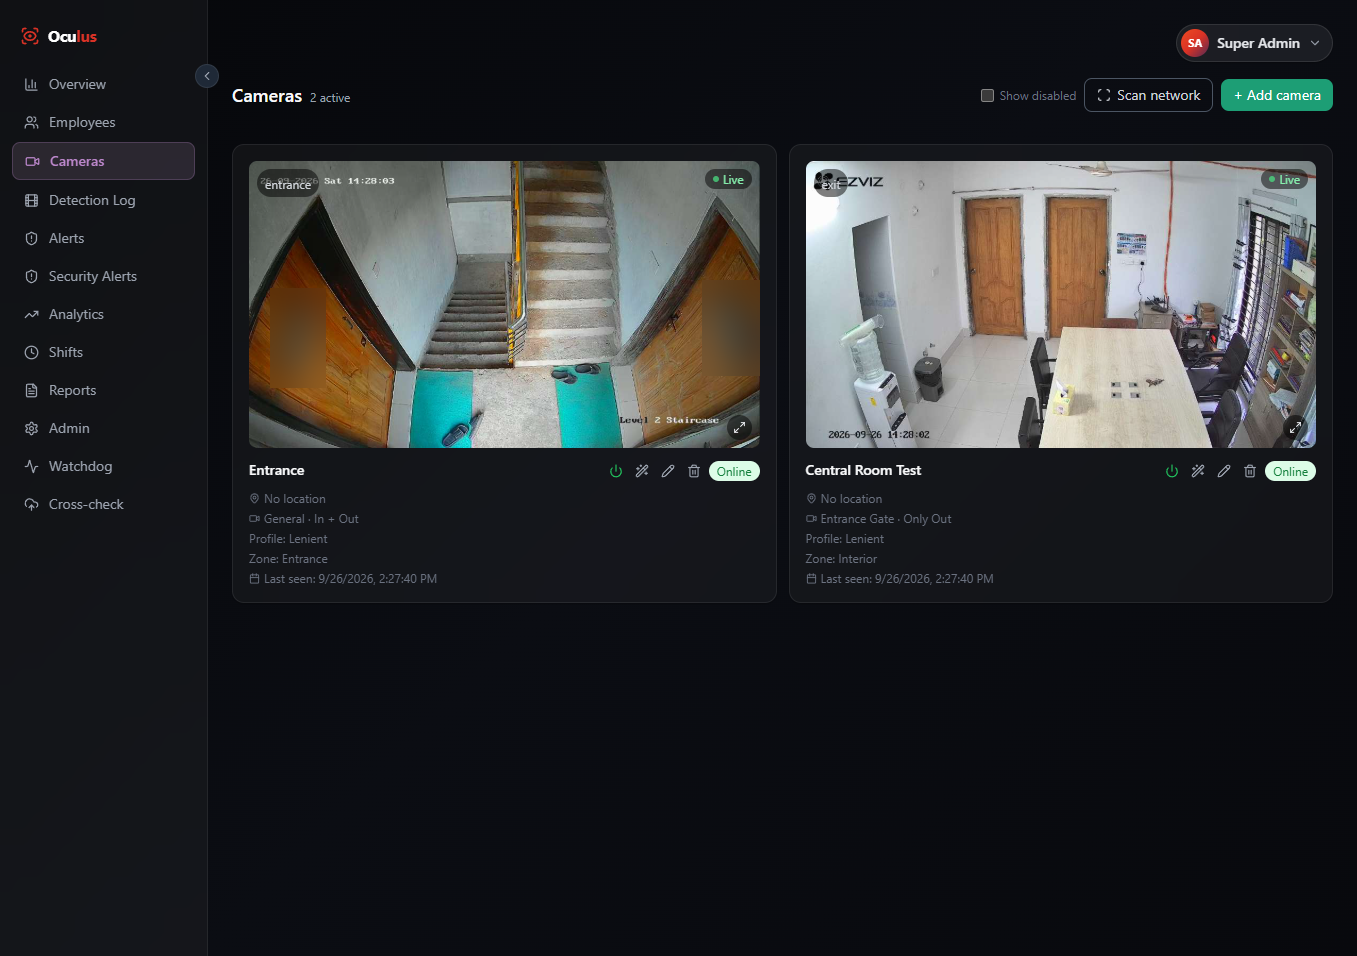 Oculus
Overview
Employees
Cameras
Detection Log
Alerts
Security Alerts
Analytics
Shifts
Reports
Admin
Watchdog
Cross-check
SA Super Admin
Cameras 2 active
Show disabled
Scan network
+ Add camera
26-09-2026 Sat 14:28:03
entrance
Live
Level 2 Staircase
Entrance
Online
No location
General · In + Out
Profile: Lenient
Zone: Entrance
Last seen: 9/26/2026, 2:27:40 PM
EZVIZ
exit
Live
2026-09-26 14:28:02
Central Room Test
Online
No location
Entrance Gate · Only Out
Profile: Lenient
Zone: Interior
Last seen: 9/26/2026, 2:27:40 PM